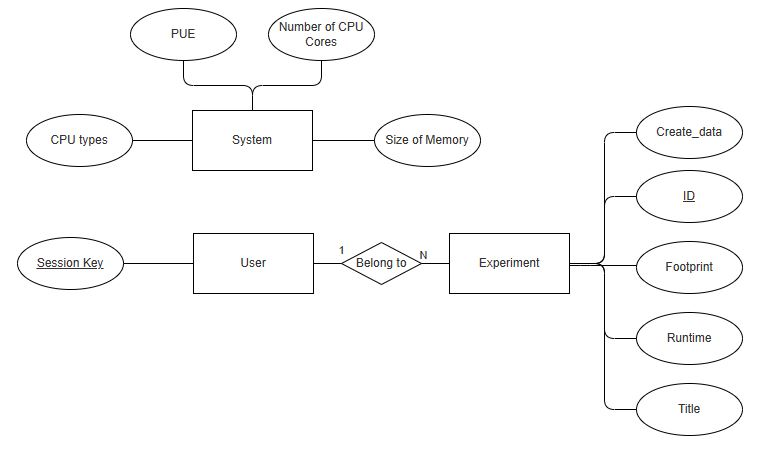 PUE
Number of CPU
Cores
CPU types
System
Size of Memory
Create_data
ID
Session Key
User
1
Belong to
N
Experiment
Footprint
Runtime
Title